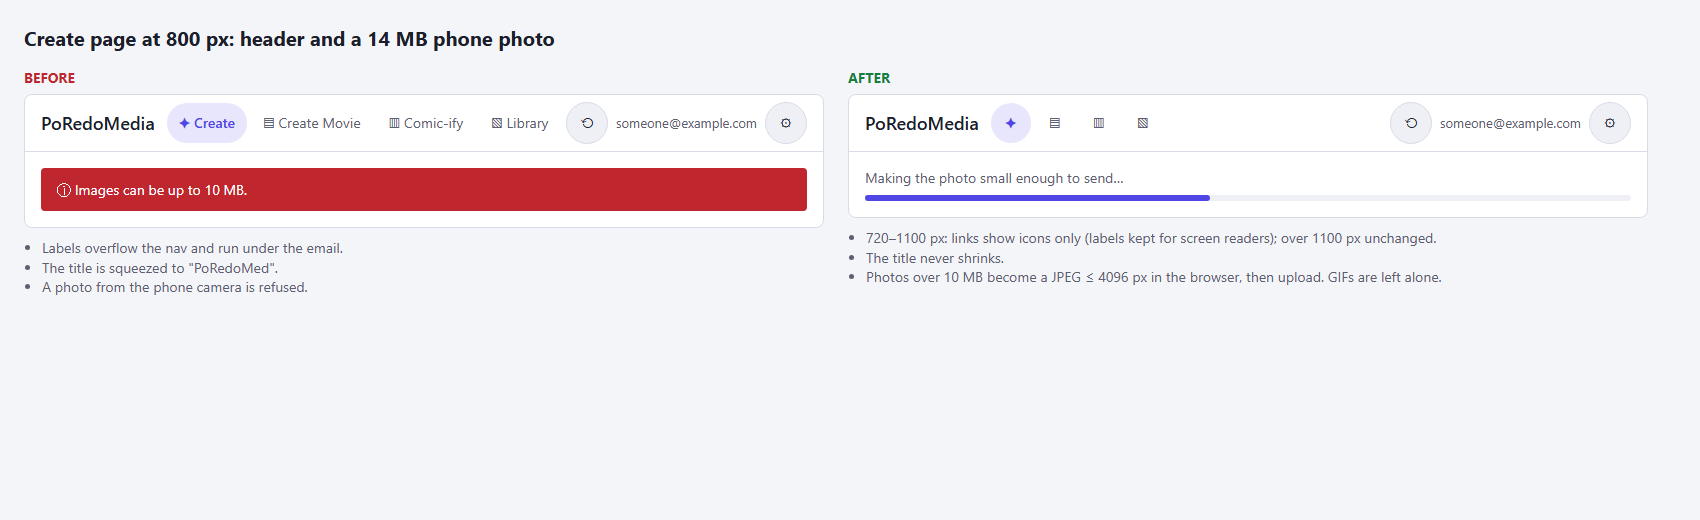 Create page at 800 px: header and a 14 MB phone photo
BEFORE
PoRedoMedia Create Create Movie Comic-ify Library someone@example.com
Images can be up to 10 MB.
Labels overflow the nav and run under the email.
The title is squeezed to "PoRedoMed".
A photo from the phone camera is refused.
AFTER
PoRedoMedia someone@example.com
Making the photo small enough to send...
720–1100 px: links show icons only (labels kept for screen readers); over 1100 px unchanged.
The title never shrinks.
Photos over 10 MB become a JPEG ≤ 4096 px in the browser, then upload. GIFs are left alone.